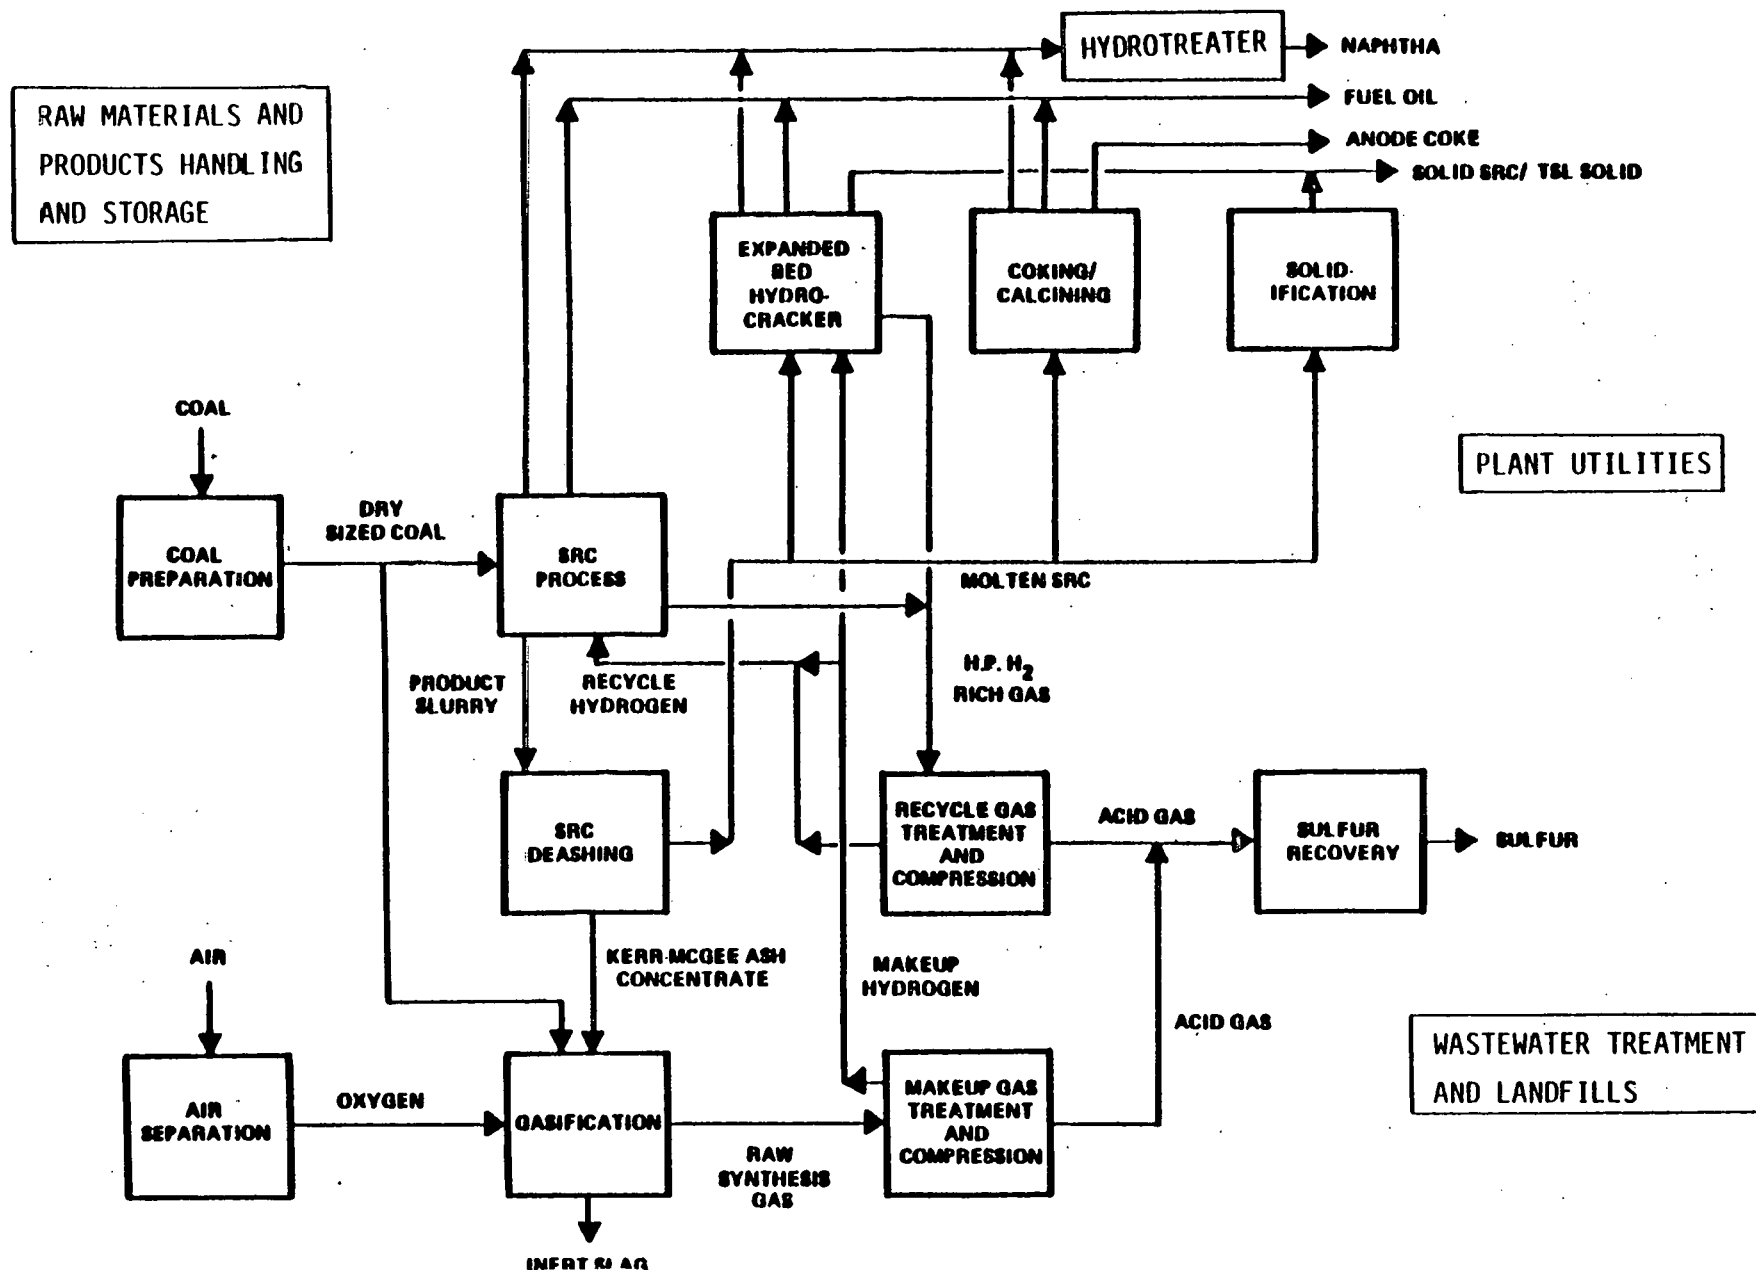 HYDROTREATER
NAPHTHA
FUEL OIL
ANODE COKE
SOLID SRC/ TSL SOLID
RAW MATERIALS AND
PRODUCTS HANDLING
AND STORAGE
EXPANDED
BED
HYDRO-
CRACKER
COKING/
CALCINING
SOLID-
IFICATION
COAL
PLANT UTILITIES
DRY
SIZED COAL
COAL
PREPARATION
SRC
PROCESS
MOLTEN SRC
PRODUCT
SLURRY
RECYCLE
HYDROGEN
H.P. H2
RICH GAS
SRC
DEASHING
RECYCLE GAS
TREATMENT
AND
COMPRESSION
ACID GAS
SULFUR
RECOVERY
SULFUR
AIR
KERR-MCGEE ASH
CONCENTRATE
MAKEUP
HYDROGEN
ACID GAS
WASTEWATER TREATMENT
AND LANDFILLS
AIR
SEPARATION
OXYGEN
GASIFICATION
MAKEUP GAS
TREATMENT
AND
COMPRESSION
RAW
SYNTHESIS
GAS
INERT SLAG